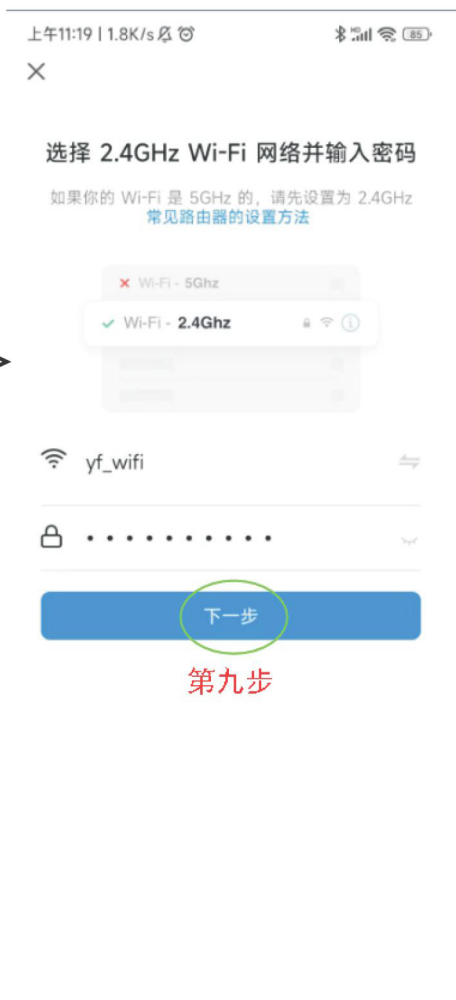 上午11:19 | 1.8K/s
HD 85
选择 2.4GHz Wi-Fi 网络并输入密码
如果你的 Wi-Fi 是 5GHz 的，请先设置为 2.4GHz
常见路由器的设置方法
Wi-Fi - 5Ghz
Wi-Fi - 2.4Ghz
yf_wifi
下一步
第九步